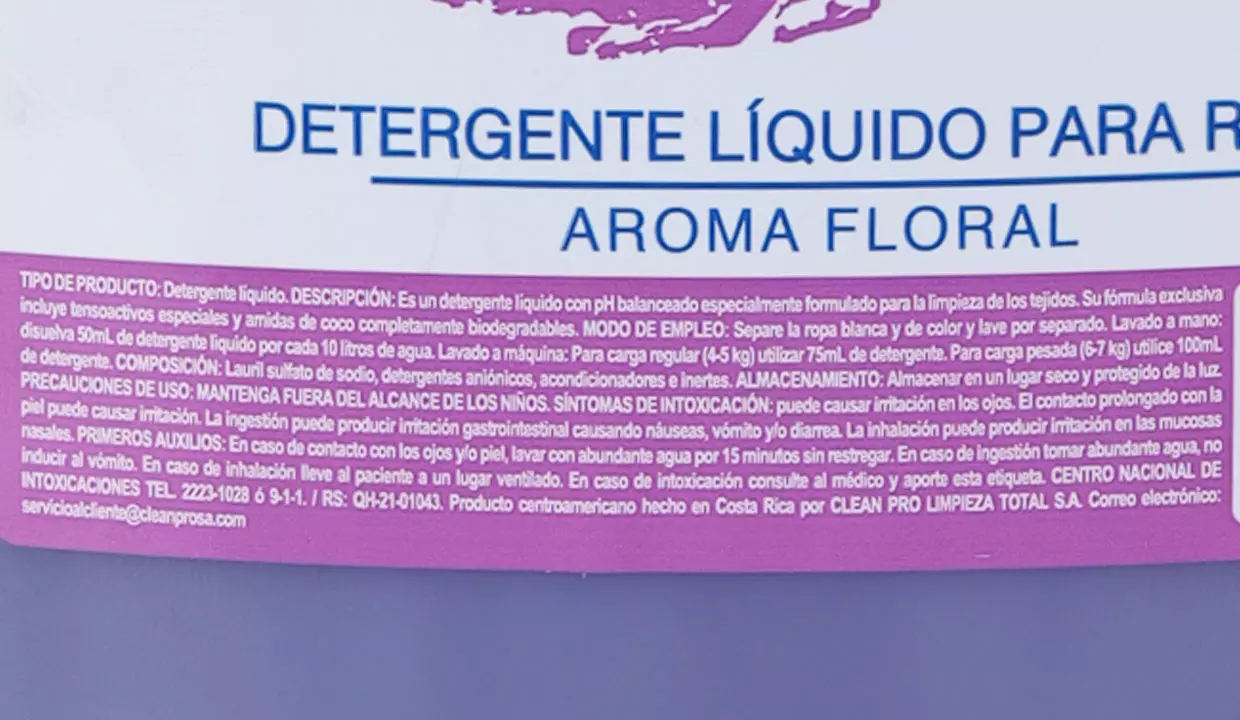 DETERGENTE LÍQUIDO PARA R
AROMA FLORAL
TIPO DE PRODUCTO: Detergente líquido. DESCRIPCIÓN: Es un detergente líquido con pH balanceado especialmente formulado para la limpieza de los tejidos. Su fórmula exclusiva
incluye tensoactivos especiales y amidas de coco completamente biodegradables. MODO DE EMPLEO: Separe la ropa blanca y de color y lave por separado. Lavado a mano:
disuelva 50mL de detergente líquido por cada 10 litros de agua. Lavado a máquina: Para carga regular (4-5 kg) utilizar 75mL de detergente. Para carga pesada (6-7 kg) utilice 100mL
de detergente. COMPOSICIÓN: Lauril sulfato de sodio, detergentes aniónicos, acondicionadores e inertes. ALMACENAMIENTO: Almacenar en un lugar seco y protegido de la luz.
PRECAUCIONES DE USO: MANTENGA FUERA DEL ALCANCE DE LOS NIÑOS. SÍNTOMAS DE INTOXICACIÓN: puede causar irritación en los ojos. El contacto prolongado con la
piel puede causar irritación. La ingestión puede producir irritación gastrointestinal causando náuseas, vómito y/o diarrea. La inhalación puede producir irritación en las mucosas
nasales. PRIMEROS AUXILIOS: En caso de contacto con los ojos y/o piel, lavar con abundante agua por 15 minutos sin restregar. En caso de ingestión tomar abundante agua, no
inducir al vómito. En caso de inhalación lleve al paciente a un lugar ventilado. En caso de intoxicación consulte al médico y aporte esta etiqueta. CENTRO NACIONAL DE
INTOXICACIONES TEL. 2223-1028 ó 9-1-1. / RS: QH-21-01043. Producto centroamericano hecho en Costa Rica por CLEAN PRO LIMPIEZA TOTAL S.A. Correo electrónico:
servicioalcliente@cleanprosa.com